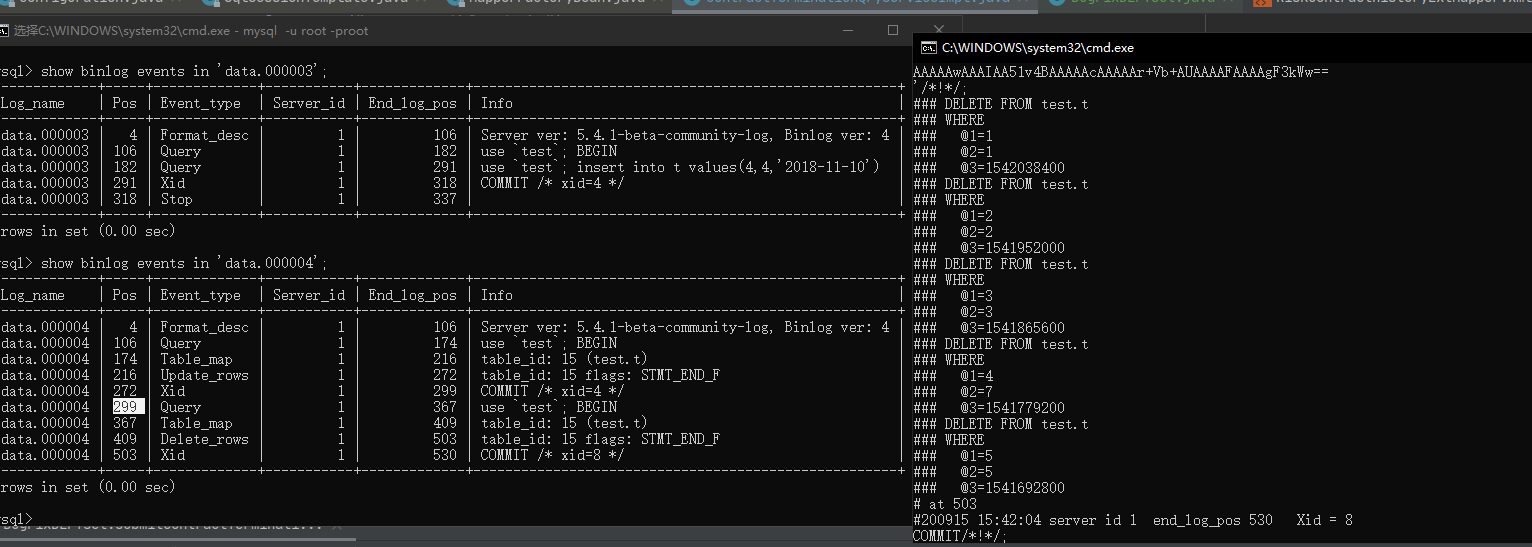 选择C:\WINDOWS\system32\cmd.exe - mysql  -u root -proot
sql> show binlog events in 'data.000003';
Log_name | Pos | Event_type | Server_id | End_log_pos | Info |
data.000003 | 4 | Format_desc | 1 | 106 | Server ver: 5.4.1-beta-community-log, Binlog ver: 4 |
data.000003 | 106 | Query | 1 | 182 | use `test`; BEGIN |
data.000003 | 182 | Query | 1 | 291 | use `test`; insert into t values(4,4,'2018-11-10') |
data.000003 | 291 | Xid | 1 | 318 | COMMIT /* xid=4 */ |
data.000003 | 318 | Stop | 1 | 337 | |
rows in set (0.00 sec)
sql> show binlog events in 'data.000004';
Log_name | Pos | Event_type | Server_id | End_log_pos | Info |
data.000004 | 4 | Format_desc | 1 | 106 | Server ver: 5.4.1-beta-community-log, Binlog ver: 4 |
data.000004 | 106 | Query | 1 | 174 | use `test`; BEGIN |
data.000004 | 174 | Table_map | 1 | 216 | table_id: 15 (test.t) |
data.000004 | 216 | Update_rows | 1 | 272 | table_id: 15 flags: STMT_END_F |
data.000004 | 272 | Xid | 1 | 299 | COMMIT /* xid=4 */ |
data.000004 | 299 | Query | 1 | 367 | use `test`; BEGIN |
data.000004 | 367 | Table_map | 1 | 409 | table_id: 15 (test.t) |
data.000004 | 409 | Delete_rows | 1 | 503 | table_id: 15 flags: STMT_END_F |
data.000004 | 503 | Xid | 1 | 530 | COMMIT /* xid=8 */ |
rows in set (0.00 sec)
sql>
C:\WINDOWS\system32\cmd.exe
AAAAAwAAAIAA51v4BAAAAAcAAAAAr+Vb+AUAAAAFAAAAgF3kWw==
'/*!*/;
### DELETE FROM test.t
### WHERE
###   @1=1
###   @2=1
###   @3=1542038400
### DELETE FROM test.t
### WHERE
###   @1=2
###   @2=2
###   @3=1541952000
### DELETE FROM test.t
### WHERE
###   @1=3
###   @2=3
###   @3=1541865600
### DELETE FROM test.t
### WHERE
###   @1=4
###   @2=7
###   @3=1541779200
### DELETE FROM test.t
### WHERE
###   @1=5
###   @2=5
###   @3=1541692800
# at 503
#200915 15:42:04 server id 1  end_log_pos 530   Xid = 8
COMMIT/*!*/;